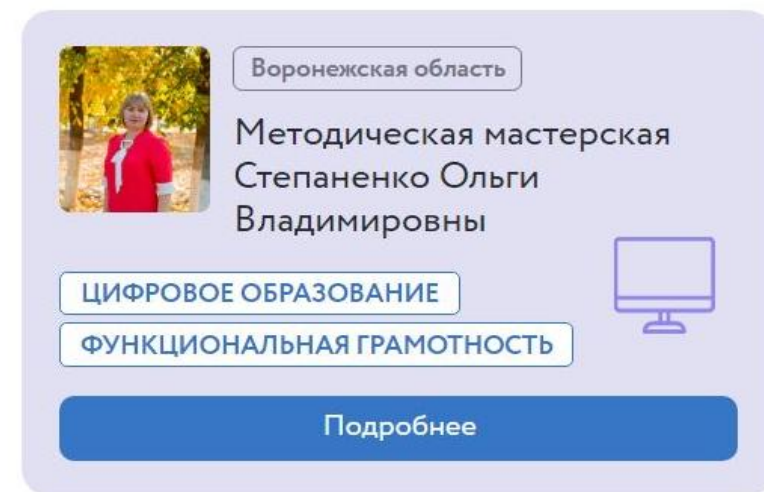 Воронежская область
Методическая мастерская
Степаненко Ольги
Владимировны
ЦИФРОВОЕ ОБРАЗОВАНИЕ
ФУНКЦИОНАЛЬНАЯ ГРАМОТНОСТЬ
Подробнее